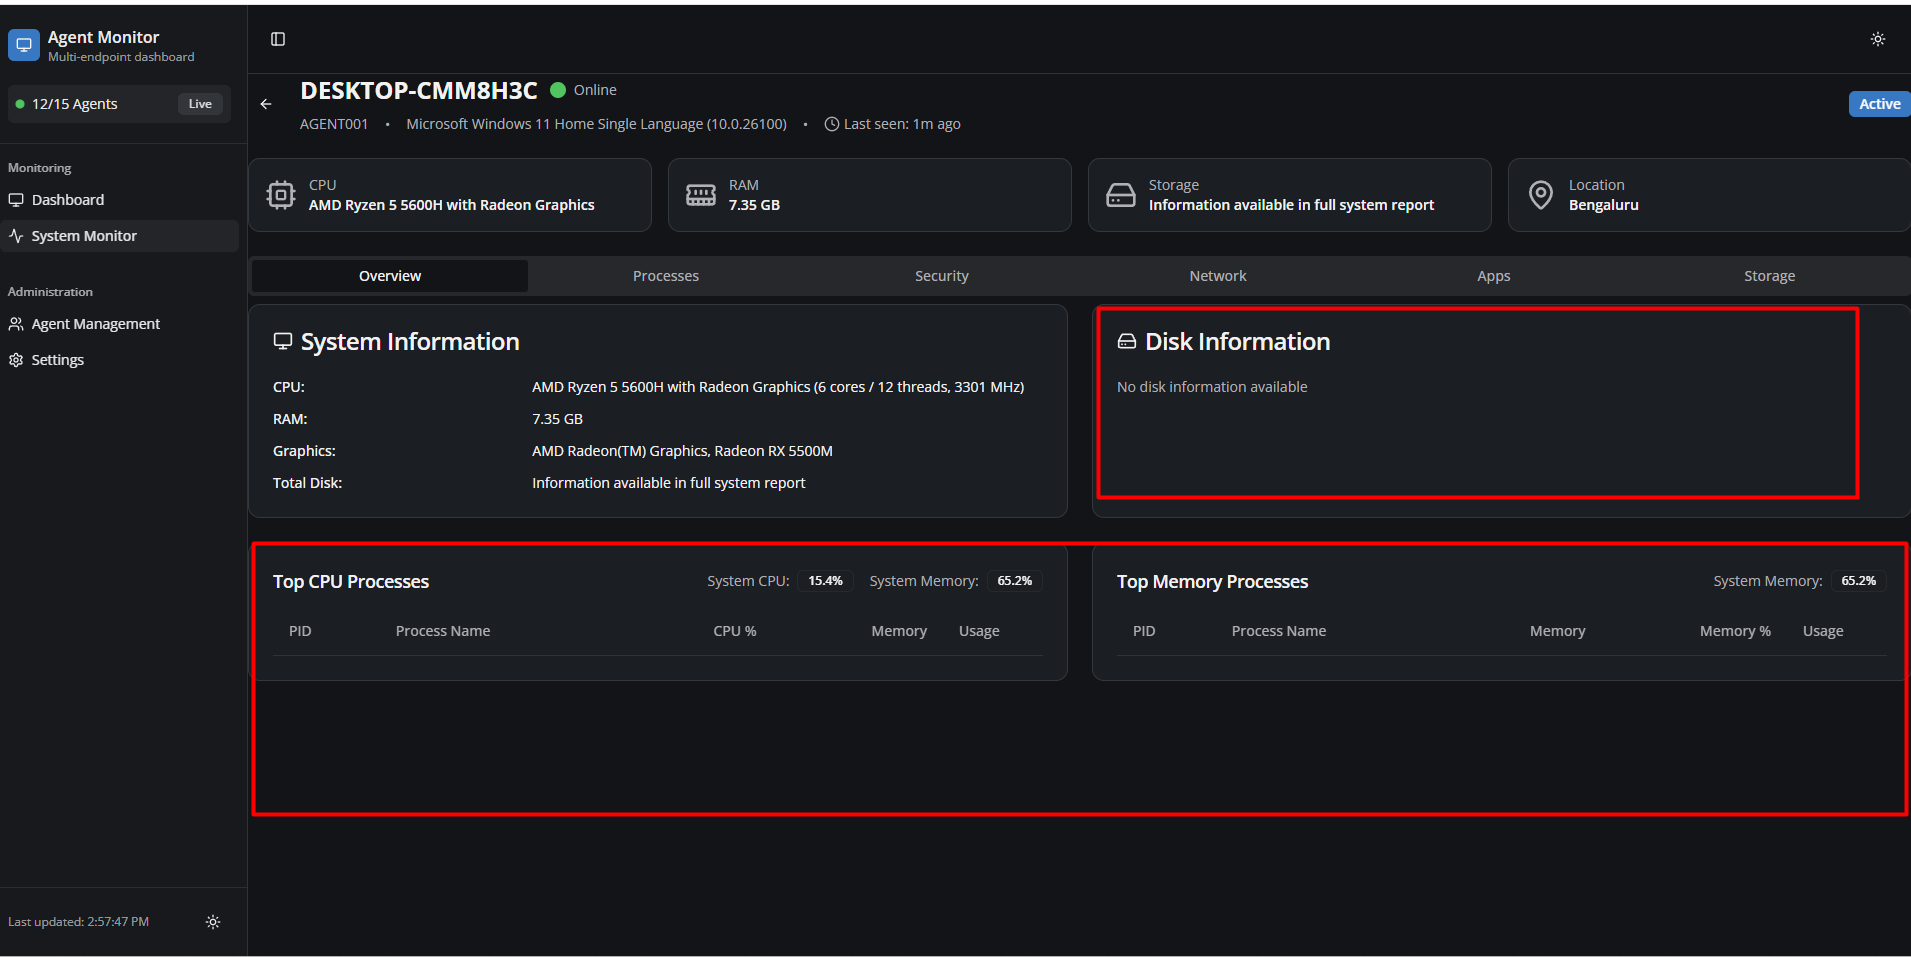 Agent Monitor
Multi-endpoint dashboard
12/15 Agents Live
Monitoring
Dashboard
System Monitor
Administration
Agent Management
Settings
Last updated: 2:57:47 PM
DESKTOP-CMM8H3C Online
AGENT001 • Microsoft Windows 11 Home Single Language (10.0.26100) • Last seen: 1m ago
Active
CPU
AMD Ryzen 5 5600H with Radeon Graphics
RAM
7.35 GB
Storage
Information available in full system report
Location
Bengaluru
Overview Processes Security Network Apps Storage
System Information
CPU: AMD Ryzen 5 5600H with Radeon Graphics (6 cores / 12 threads, 3301 MHz)
RAM: 7.35 GB
Graphics: AMD Radeon(TM) Graphics, Radeon RX 5500M
Total Disk: Information available in full system report
Disk Information
No disk information available
Top CPU Processes System CPU: 15.4% System Memory: 65.2%
PID Process Name CPU % Memory Usage
Top Memory Processes System Memory: 65.2%
PID Process Name Memory Memory % Usage